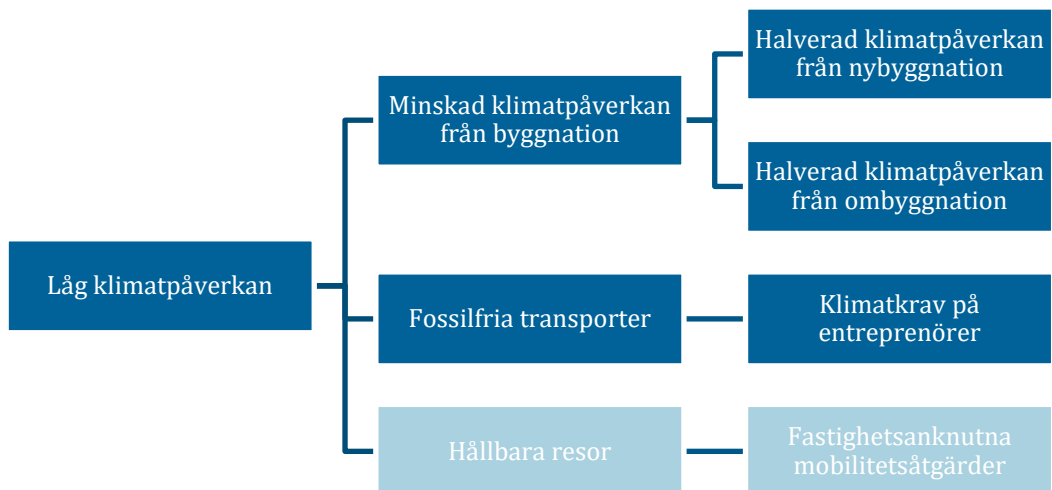 Halverad klimatpåverkan
från nybyggnation
Minskad klimatpåverkan
från byggnation
Halverad klimatpåverkan
från ombyggnation
Låg klimatpåverkan
Fossilfria transporter
Klimatkrav på
entreprenörer
Hållbara resor
Fastighetsanknutna
mobilitetsåtgärder